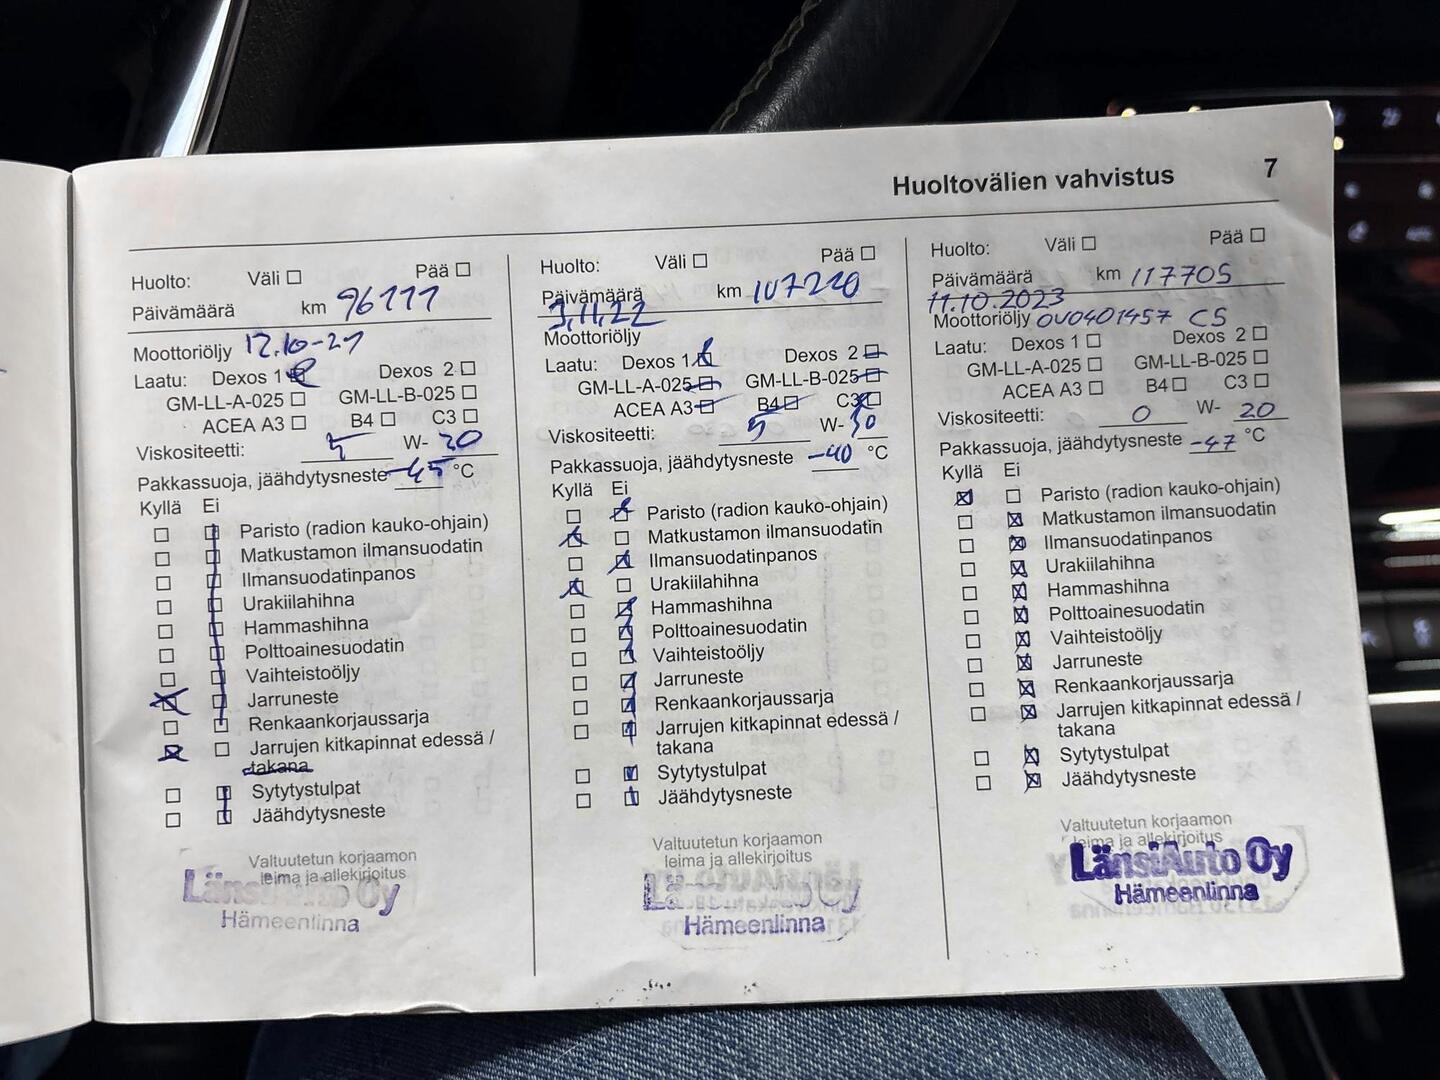 Huoltovälien vahvistus 7
Huolto: Väli Pää
Päivämäärä km 96111
12.10-21
Moottoriöljy
Laatu: Dexos 1 Dexos 2
GM-LL-A-025 GM-LL-B-025
ACEA A3 B4 C3
Viskositeetti: 5 W- 20
Pakkassuoja, jäähdytysneste -45 °C
Kyllä Ei
Paristo (radion kauko-ohjain)
Matkustamon ilmansuodatin
Ilmansuodatinpanos
Urakiilahihna
Hammashihna
Polttoainesuodatin
Vaihteistoöljy
Jarruneste
Renkaankorjaussarja
Jarrujen kitkapinnat edessä /
takana
Sytytystulpat
Jäähdytysneste
Valtuutetun korjaamon
leima ja allekirjoitus
LänsiAuto Oy
Hämeenlinna
Huolto: Väli Pää
Päivämäärä km 107220
3.11.22
Moottoriöljy
Laatu: Dexos 1 Dexos 2
GM-LL-A-025 GM-LL-B-025
ACEA A3 B4 C3
Viskositeetti: 5 W- 30
Pakkassuoja, jäähdytysneste -40 °C
Kyllä Ei
Paristo (radion kauko-ohjain)
Matkustamon ilmansuodatin
Ilmansuodatinpanos
Urakiilahihna
Hammashihna
Polttoainesuodatin
Vaihteistoöljy
Jarruneste
Renkaankorjaussarja
Jarrujen kitkapinnat edessä /
takana
Sytytystulpat
Jäähdytysneste
Valtuutetun korjaamon
leima ja allekirjoitus
LänsiAuto Oy
Hämeenlinna
Huolto: Väli Pää
Päivämäärä km 117705
11.10.2023
Moottoriöljy OV0401457 C5
Laatu: Dexos 1 Dexos 2
GM-LL-A-025 GM-LL-B-025
ACEA A3 B4 C3
Viskositeetti: 0 W- 20
Pakkassuoja, jäähdytysneste -47 °C
Kyllä Ei
Paristo (radion kauko-ohjain)
Matkustamon ilmansuodatin
Ilmansuodatinpanos
Urakiilahihna
Hammashihna
Polttoainesuodatin
Vaihteistoöljy
Jarruneste
Renkaankorjaussarja
Jarrujen kitkapinnat edessä /
takana
Sytytystulpat
Jäähdytysneste
Valtuutetun korjaamon
leima ja allekirjoitus
LänsiAuto Oy
Hämeenlinna